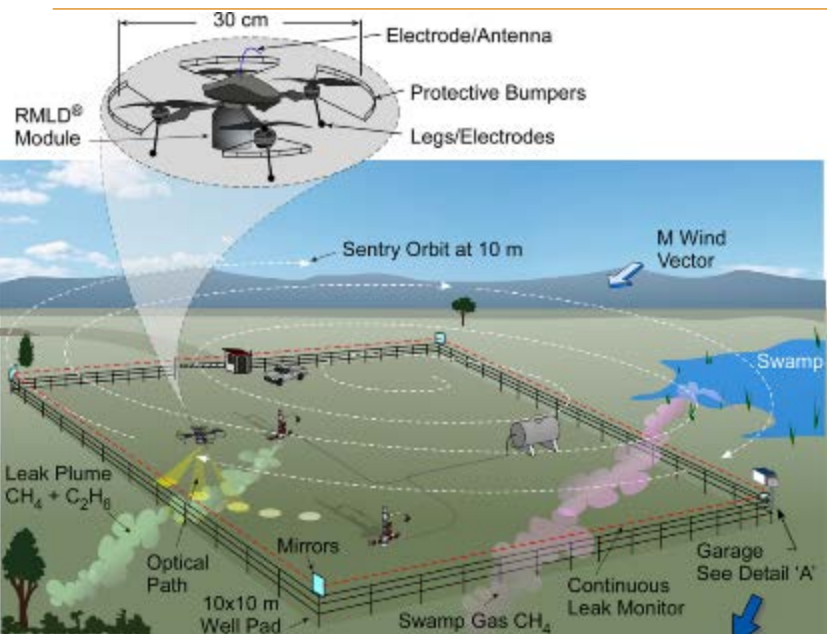 30 cm
Electrode/Antenna
Protective Bumpers
RMLD®
Module
Legs/Electrodes
Sentry Orbit at 10 m
M Wind
Vector
Swamp
Leak Plume
CH₄ + C₂H₆
Optical
Path
Mirrors
10x10 m
Well Pad
Swamp Gas CH₄
Continuous
Leak Monitor
Garage
See Detail 'A'